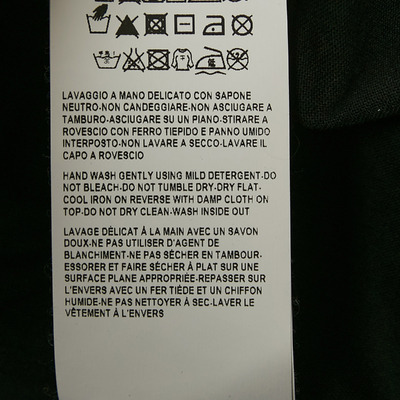 LAVAGGIO A MANO DELICATO CON SAPONE
NEUTRO-NON CANDEGGIARE-NON ASCIUGARE A
TAMBURO-ASCIUGARE SU UN PIANO-STIRARE A
ROVESCIO CON FERRO TIEPIDO E PANNO UMIDO
INTERPOSTO-NON LAVARE A SECCO-LAVARE IL
CAPO A ROVESCIO
HAND WASH GENTLY USING MILD DETERGENT-DO
NOT BLEACH-DO NOT TUMBLE DRY-DRY FLAT-
COOL IRON ON REVERSE WITH DAMP CLOTH ON
TOP-DO NOT DRY CLEAN-WASH INSIDE OUT
LAVAGE DÉLICAT À LA MAIN AVEC UN SAVON
DOUX-NE PAS UTILISER D'AGENT DE
BLANCHIMENT-NE PAS SÉCHER EN TAMBOUR-
ESSORER ET FAIRE SÉCHER À PLAT SUR UNE
SURFACE PLANE APPROPRIÉE-REPASSER SUR
L'ENVERS AVEC UN FER TIÈDE ET UN CHIFFON
HUMIDE-NE PAS NETTOYER À SEC-LAVER LE
VÊTEMENT À L'ENVERS